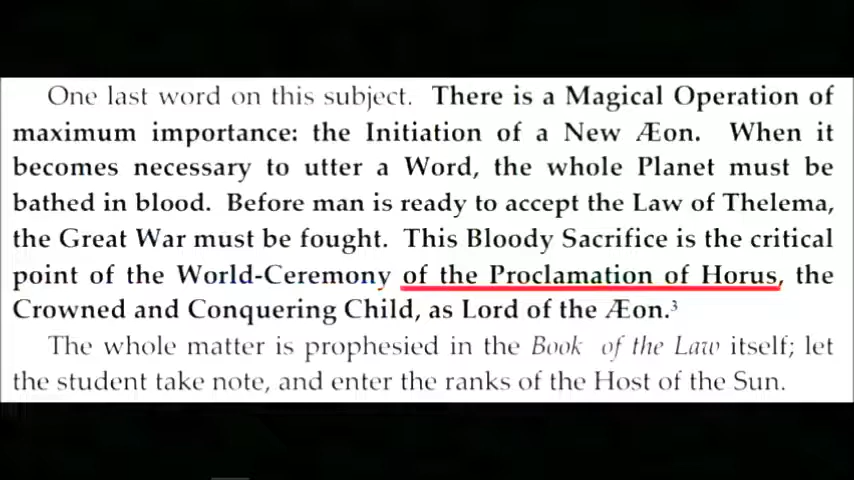 One last word on this subject. There is a Magical Operation of
maximum importance: the Initiation of a New Æon. When it
becomes necessary to utter a Word, the whole Planet must be
bathed in blood. Before man is ready to accept the Law of Thelema,
the Great War must be fought. This Bloody Sacrifice is the critical
point of the World-Ceremony of the Proclamation of Horus, the
Crowned and Conquering Child, as Lord of the Æon.³
The whole matter is prophesied in the Book of the Law itself; let
the student take note, and enter the ranks of the Host of the Sun.